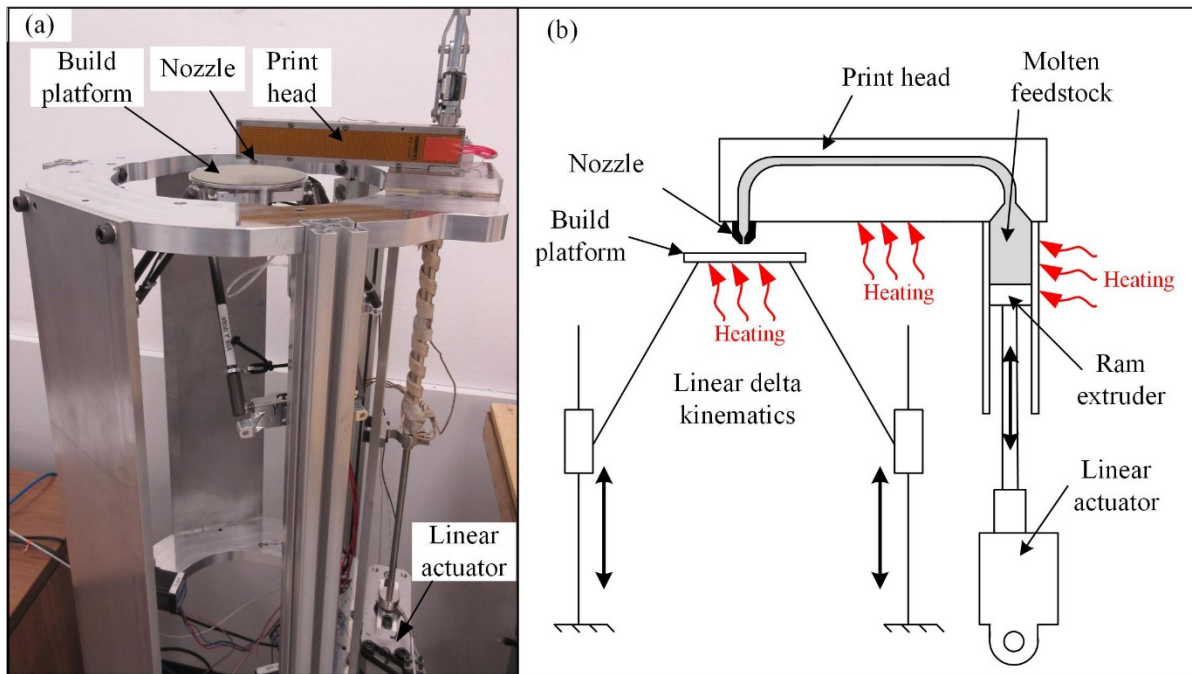 (a)
Build
platform
Nozzle
Print
head
Linear
actuator
(b)
Print head
Molten
feedstock
Nozzle
Build
platform
Heating
Heating
Heating
Linear delta
kinematics
Ram
extruder
Linear
actuator